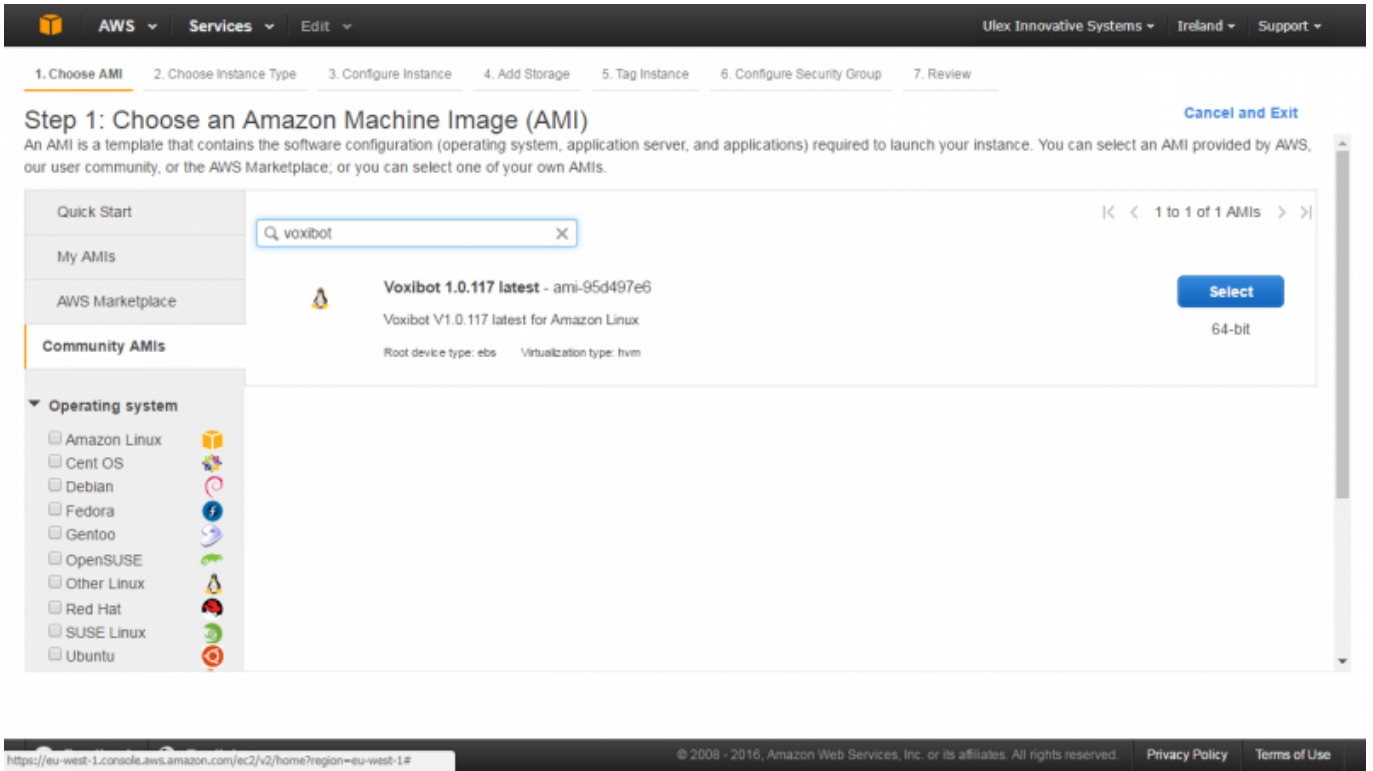 AWS Services Edit Ulex Innovative Systems Ireland Support
1. Choose AMI 2. Choose Instance Type 3. Configure Instance 4. Add Storage 5. Tag Instance 6. Configure Security Group 7. Review
Step 1: Choose an Amazon Machine Image (AMI)
Cancel and Exit
An AMI is a template that contains the software configuration (operating system, application server, and applications) required to launch your instance. You can select an AMI provided by AWS,
our user community, or the AWS Marketplace; or you can select one of your own AMIs.
Quick Start
My AMIs
AWS Marketplace
Community AMIs
Operating system
Amazon Linux
Cent OS
Debian
Fedora
Gentoo
OpenSUSE
Other Linux
Red Hat
SUSE Linux
Ubuntu
1 to 1 of 1 AMIs
voxibot
Voxibot 1.0.117 latest - ami-95d497e6
Voxibot V1.0.117 latest for Amazon Linux
Root device type: ebs Virtualization type: hvm
Select
64-bit
https://eu-west-1.console.aws.amazon.com/ec2/v2/home?region=eu-west-1#
© 2008 - 2016, Amazon Web Services, Inc. or its affiliates. All rights reserved. Privacy Policy Terms of Use